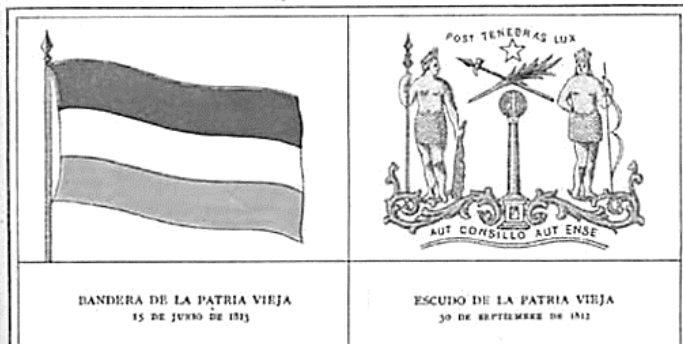 POST TENEBRAS LUX
AUT CONSILLO AUT ENSE
BANDERA DE LA PATRIA VIEJA
15 DE JUNIO DE 1813
ESCUDO DE LA PATRIA VIEJA
30 DE SEPTIEMBRE DE 1812